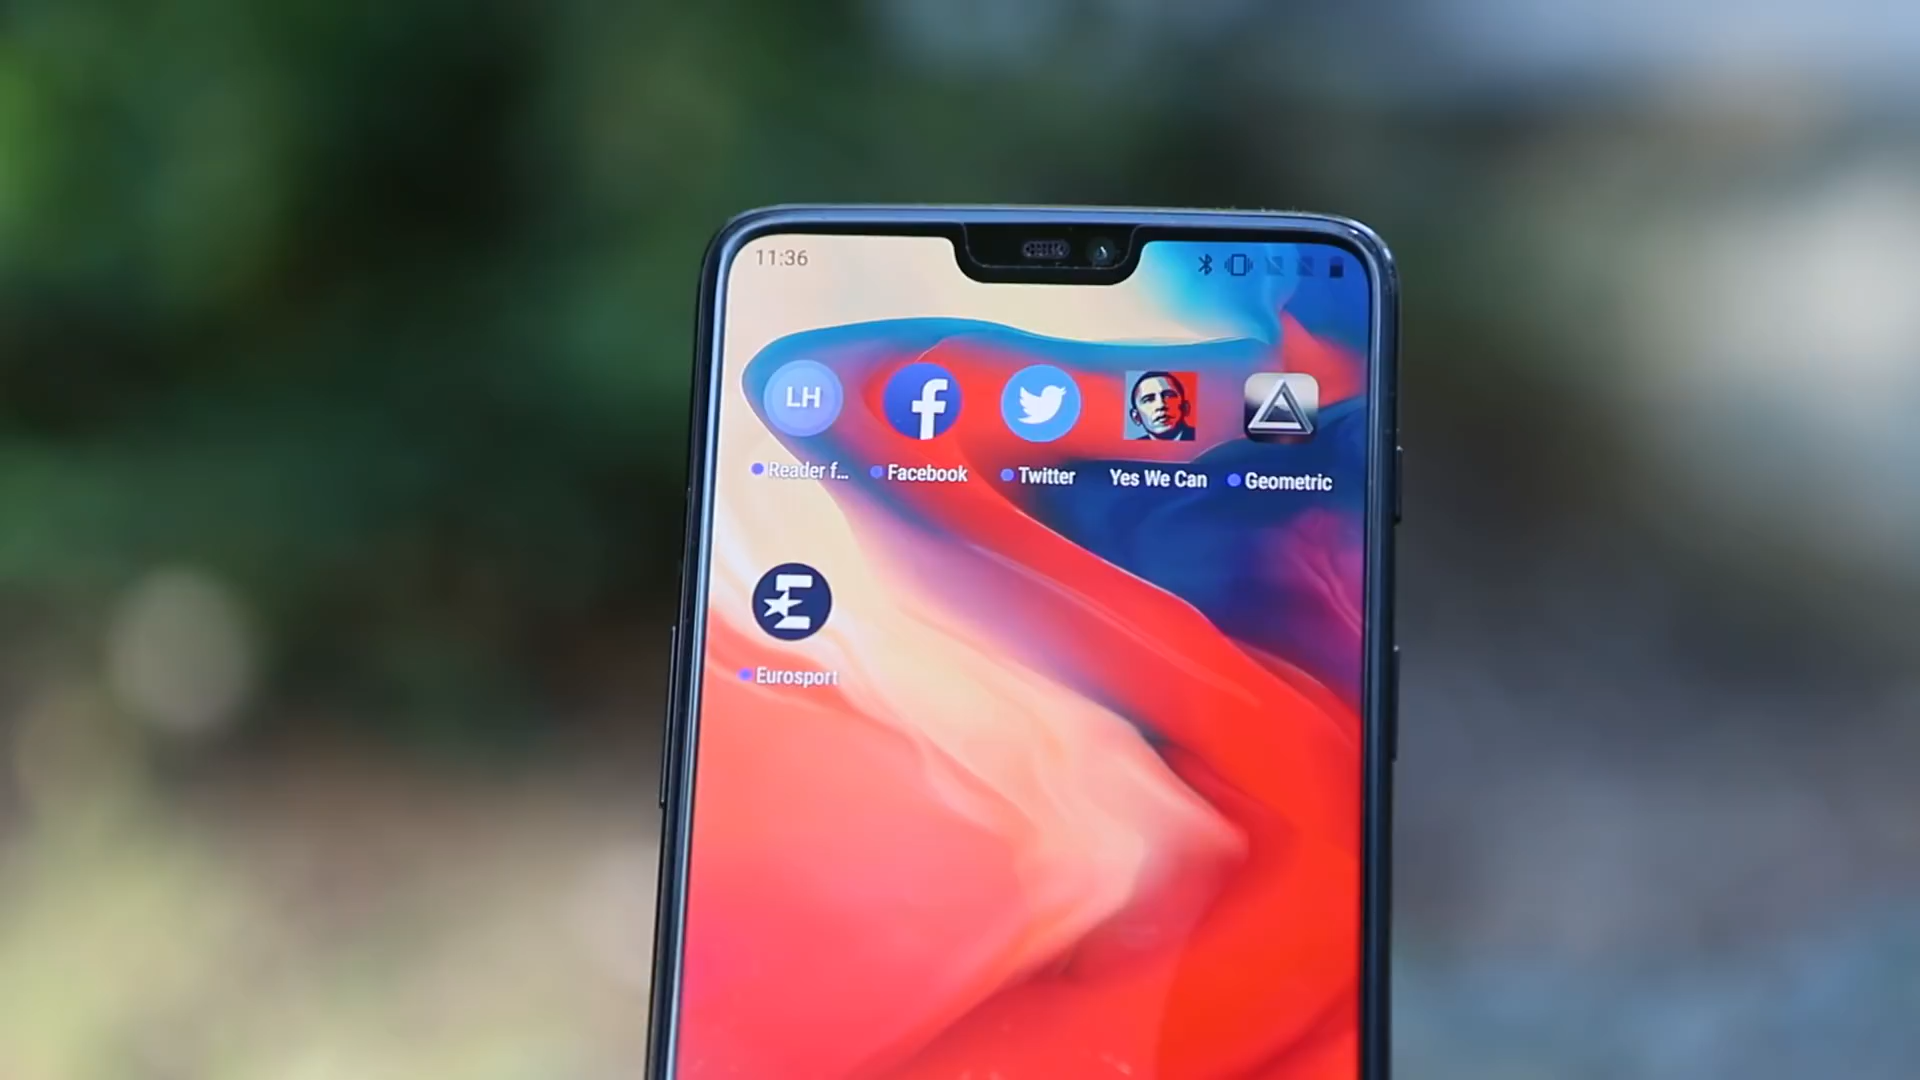 11:36
LH
Reader f...
Facebook
Twitter
Yes We Can
Geometric
Eurosport